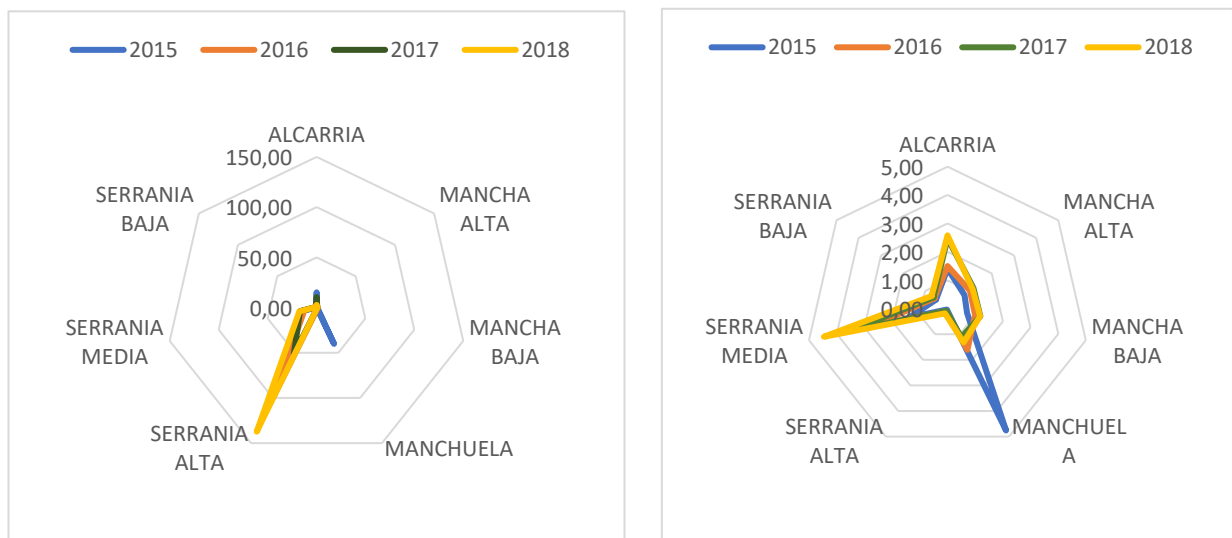 2015 2016 2017 2018
ALCARRIA
150,00
SERRANIA
BAJA
MANCHA
ALTA
100,00
50,00
0,00
SERRANIA
MEDIA
MANCHA
BAJA
SERRANIA
ALTA
MANCHUELA
2015 2016 2017 2018
ALCARRIA
5,00
4,00
SERRANIA
BAJA
MANCHA
ALTA
3,00
2,00
1,00
0,00
SERRANIA
MEDIA
MANCHA
BAJA
SERRANIA
ALTA
MANCHUEL
A